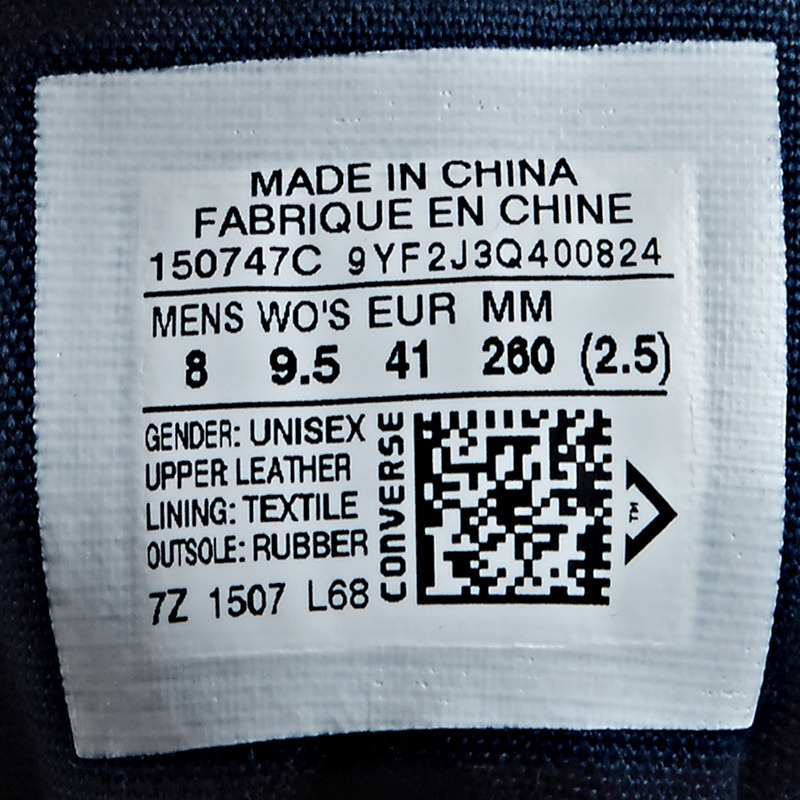 MADE IN CHINA
FABRIQUE EN CHINE
150747C 9YF2J3Q400824
MENS WO'S EUR MM
8 9.5 41 260 (2.5)
GENDER: UNISEX
UPPER LEATHER
LINING: TEXTILE
OUTSOLE: RUBBER
7Z 1507 L68
CONVERSE
TM